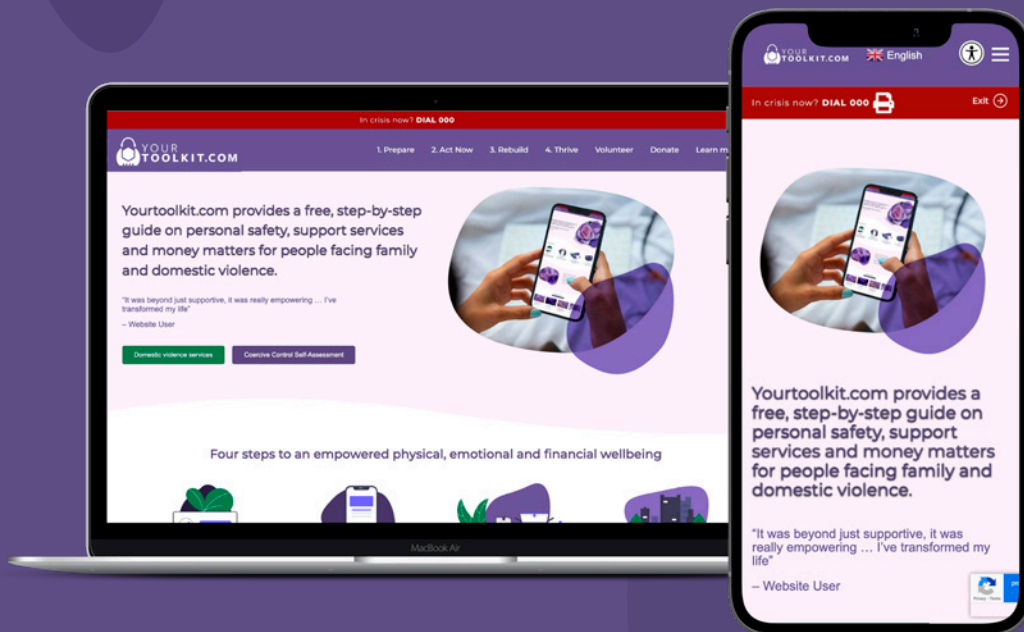 In crisis now? DIAL 000
YOUR
TOOLKIT.COM
1. Prepare 2. Act Now 3. Rebuild 4. Thrive Volunteer Donate Learn m
Yourtoolkit.com provides a free, step-by-step
guide on personal safety, support services
and money matters for people facing family
and domestic violence.
"It was beyond just supportive, it was really empowering … I've
transformed my life"
– Website User
Domestic violence services Coercive Control Self-Assessment
Four steps to an empowered physical, emotional and financial wellbeing
MacBook Air
YOUR
TOOLKIT.COM
English
In crisis now? DIAL 000 Exit
Yourtoolkit.com provides a
free, step-by-step guide on
personal safety, support
services and money matters
for people facing family and
domestic violence.
"It was beyond just supportive, it was
really empowering … I've transformed my
life"
– Website User
Privacy - Terms